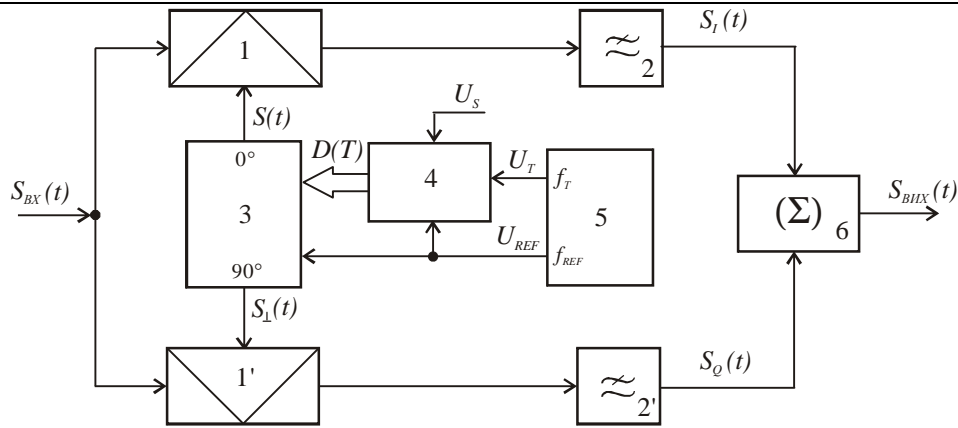 1
2
S_I(t)
S(t)
U_S
0°
D(T)
4
U_T
f_T
S_BX(t)
3
5
(Σ) 6
S_ВИХ(t)
U_REF
f_REF
90°
S_⊥(t)
1'
2'
S_Q(t)